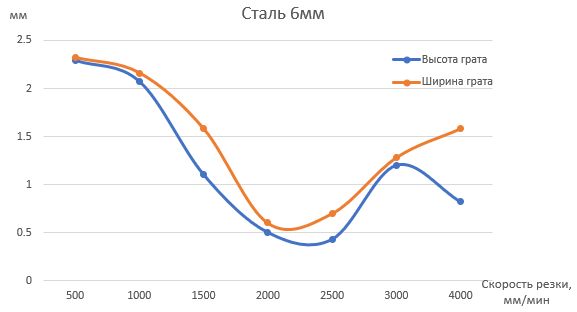 мм
Сталь 6мм
2.5
Высота грата
Ширина грата
2
1.5
1
0.5
0
500 1000 1500 2000 2500 3000 4000
Скорость резки,
мм/мин